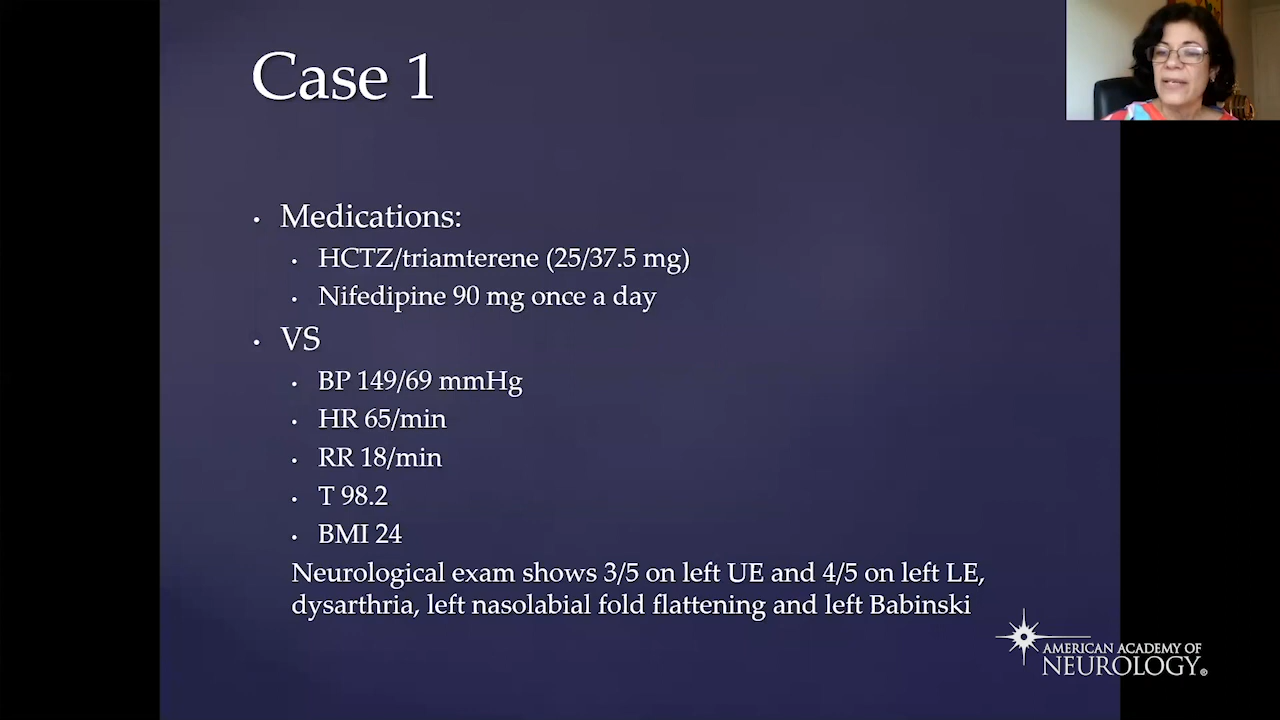 Case 1
• Medications:
• HCTZ/triamterene (25/37.5 mg)
• Nifedipine 90 mg once a day
• VS
• BP 149/69 mmHg
• HR 65/min
• RR 18/min
• T 98.2
• BMI 24
Neurological exam shows 3/5 on left UE and 4/5 on left LE,
dysarthria, left nasolabial fold flattening and left Babinski
AMERICAN ACADEMY OF
NEUROLOGY®